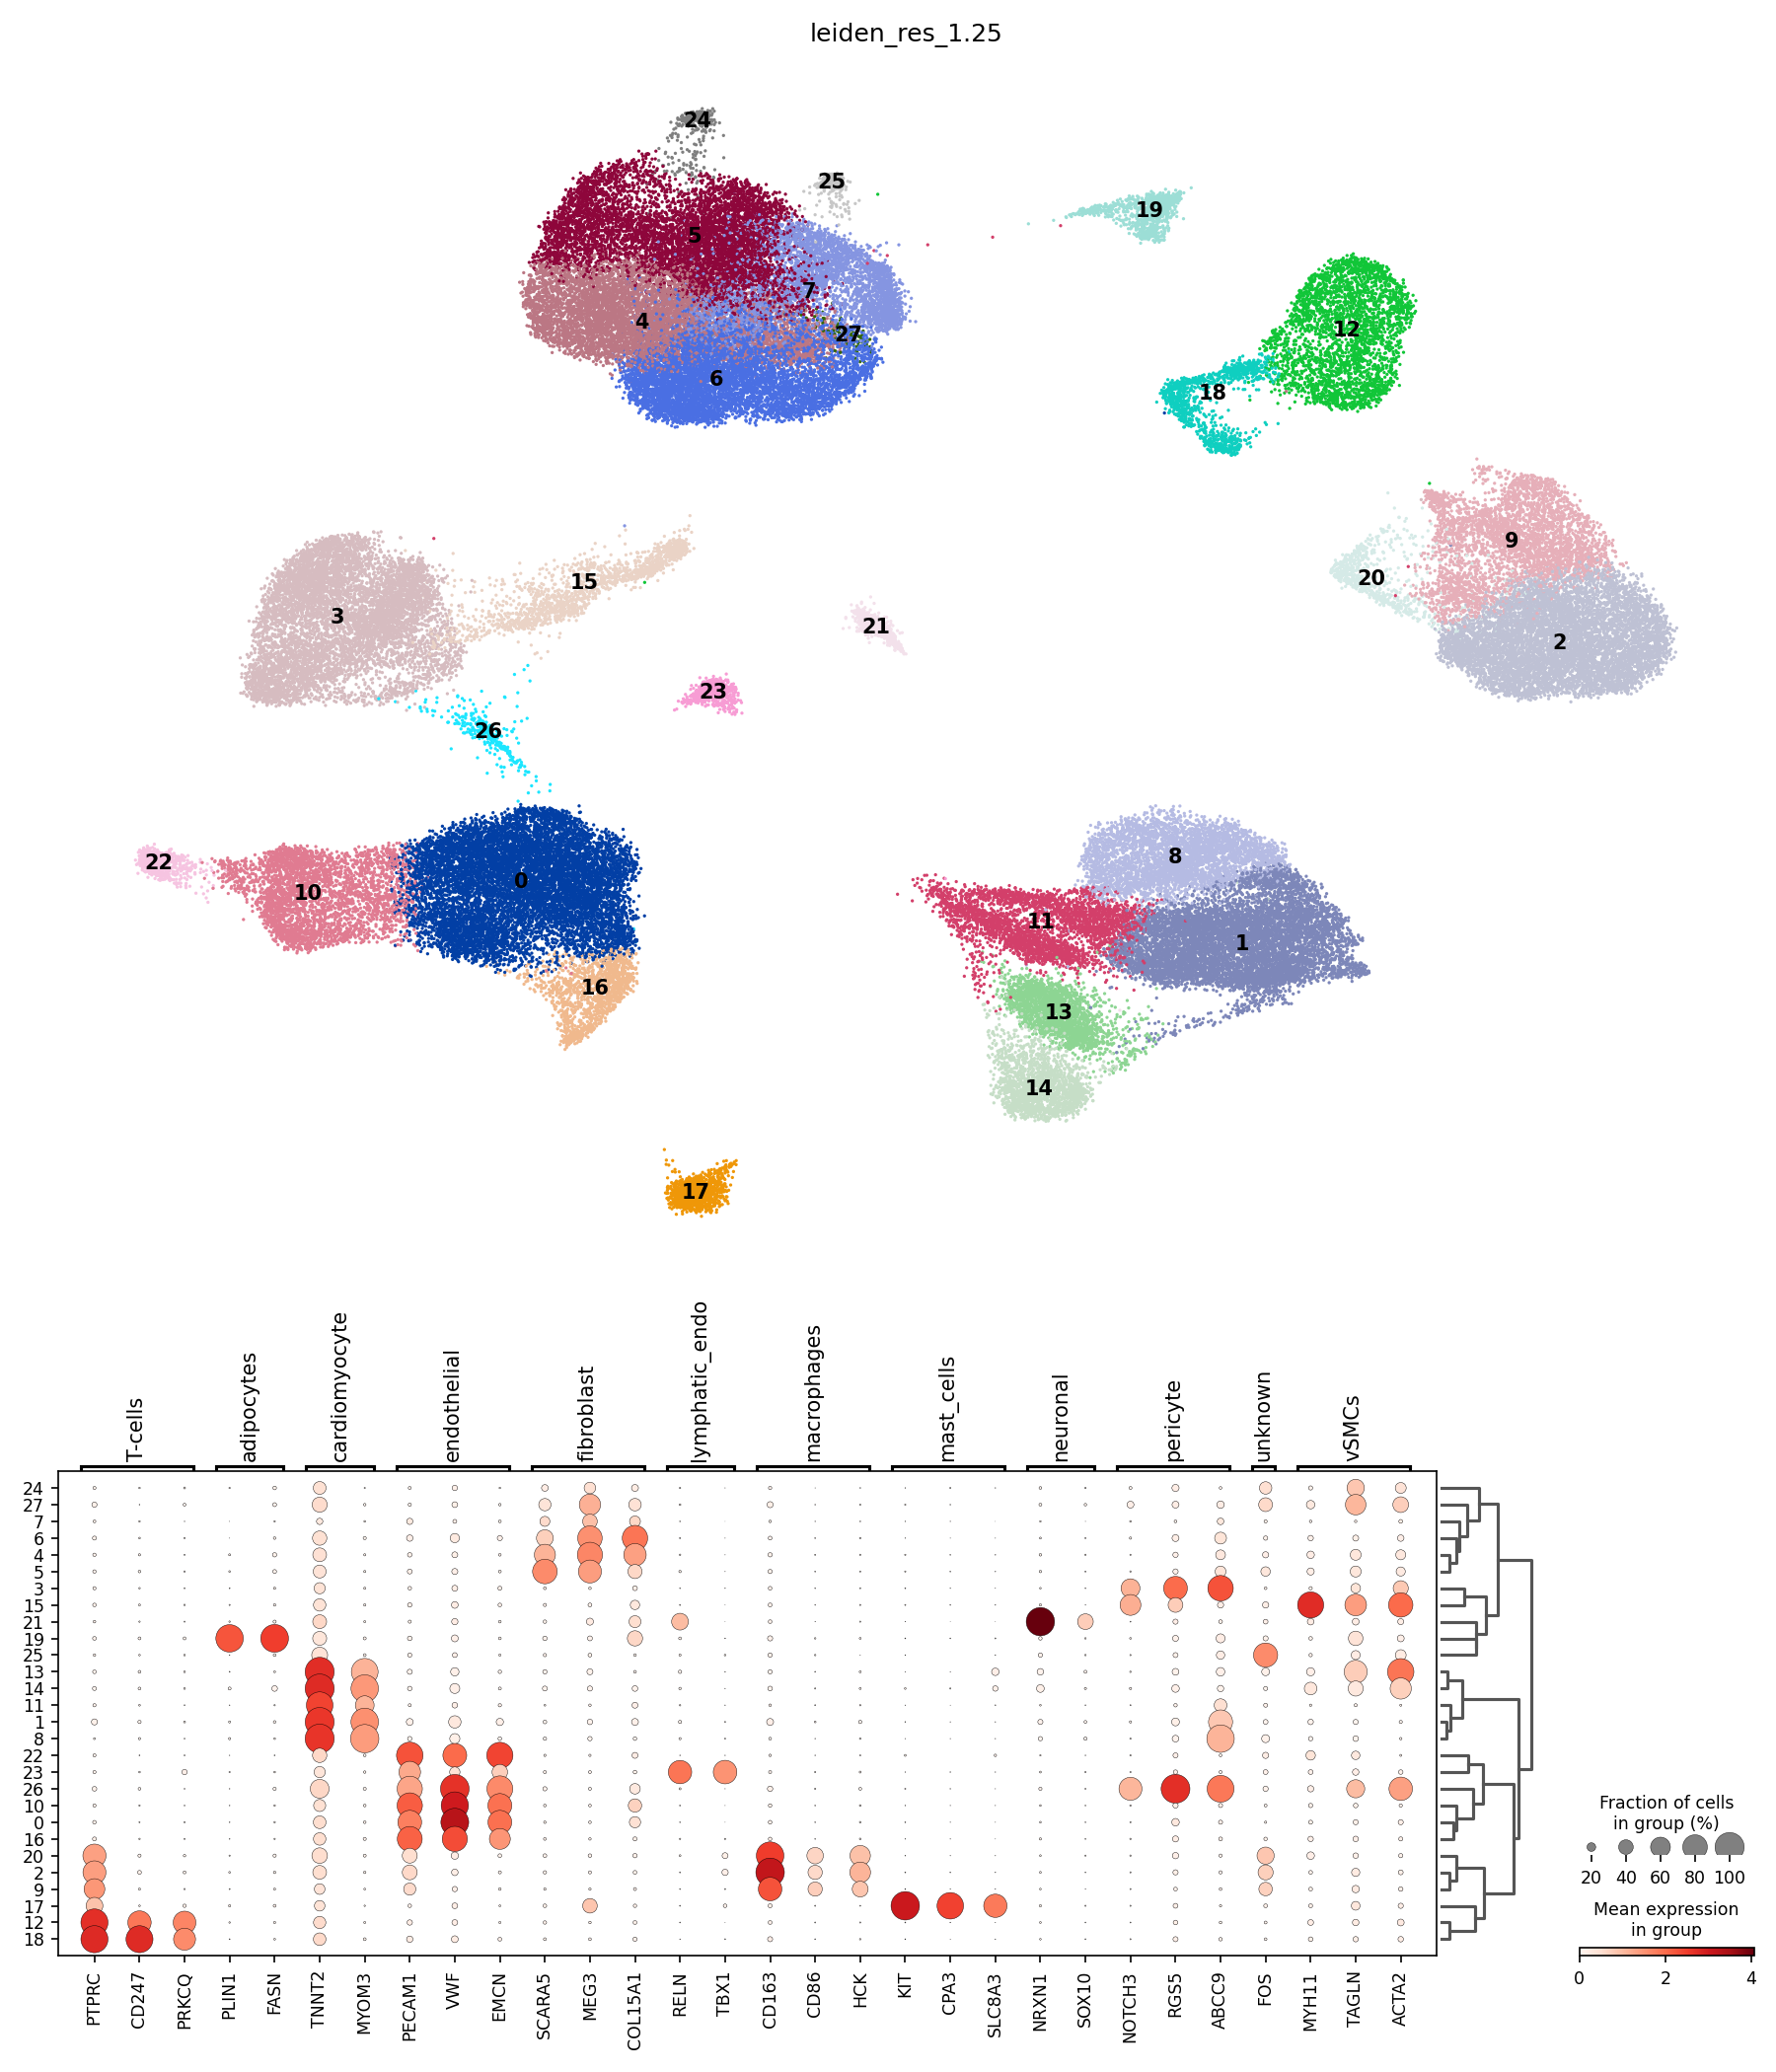 leiden_res_1.25
24
25
19
5
7
12
4
27
6
18
9
15
20
3
21
2
23
26
8
22
0
10
11
1
16
13
14
17
T-cells
adipocytes
cardiomyocyte
endothelial
fibroblast
lymphatic_endo
macrophages
mast_cells
neuronal
pericyte
unknown
vSMCs
24
27
7
6
4
5
3
15
21
19
25
13
14
11
1
8
22
23
26
10
0
16
20
2
9
17
12
18
PTPRC
CD247
PRKCQ
PLIN1
FASN
TNNT2
MYOM3
PECAM1
VWF
EMCN
SCARA5
MEG3
COL15A1
RELN
TBX1
CD163
CD86
HCK
KIT
CPA3
SLC8A3
NRXN1
SOX10
NOTCH3
RGS5
ABCC9
FOS
MYH11
TAGLN
ACTA2
Fraction of cells
in group (%)
20 40 60 80 100
Mean expression
in group
0 2 4